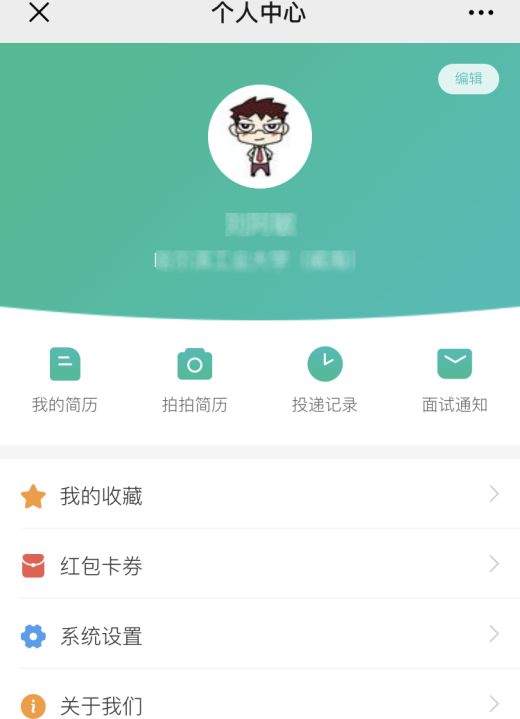 个人中心
编辑
我的简历
拍拍简历
投递记录
面试通知
我的收藏
红包卡券
系统设置
关于我们